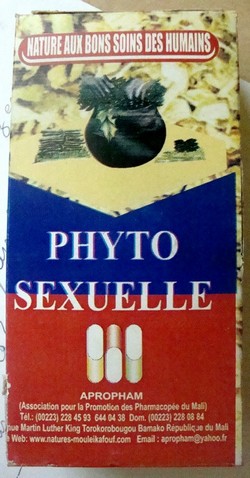 NATURE AUX BONS SOINS DES HUMAINS
PHYTO
SEXUELLE
APROPHAM
(Association pour la Promotion des Pharmacopée du Mali)
Tél.: (00223) 228 45 93 644 04 38 Dom. (00223) 228 08 84
Martin Luther King Torokorobougou Bamako République du Mali
Web: www.natures-mouleikafouf.com Email : apropham@yahoo.fr